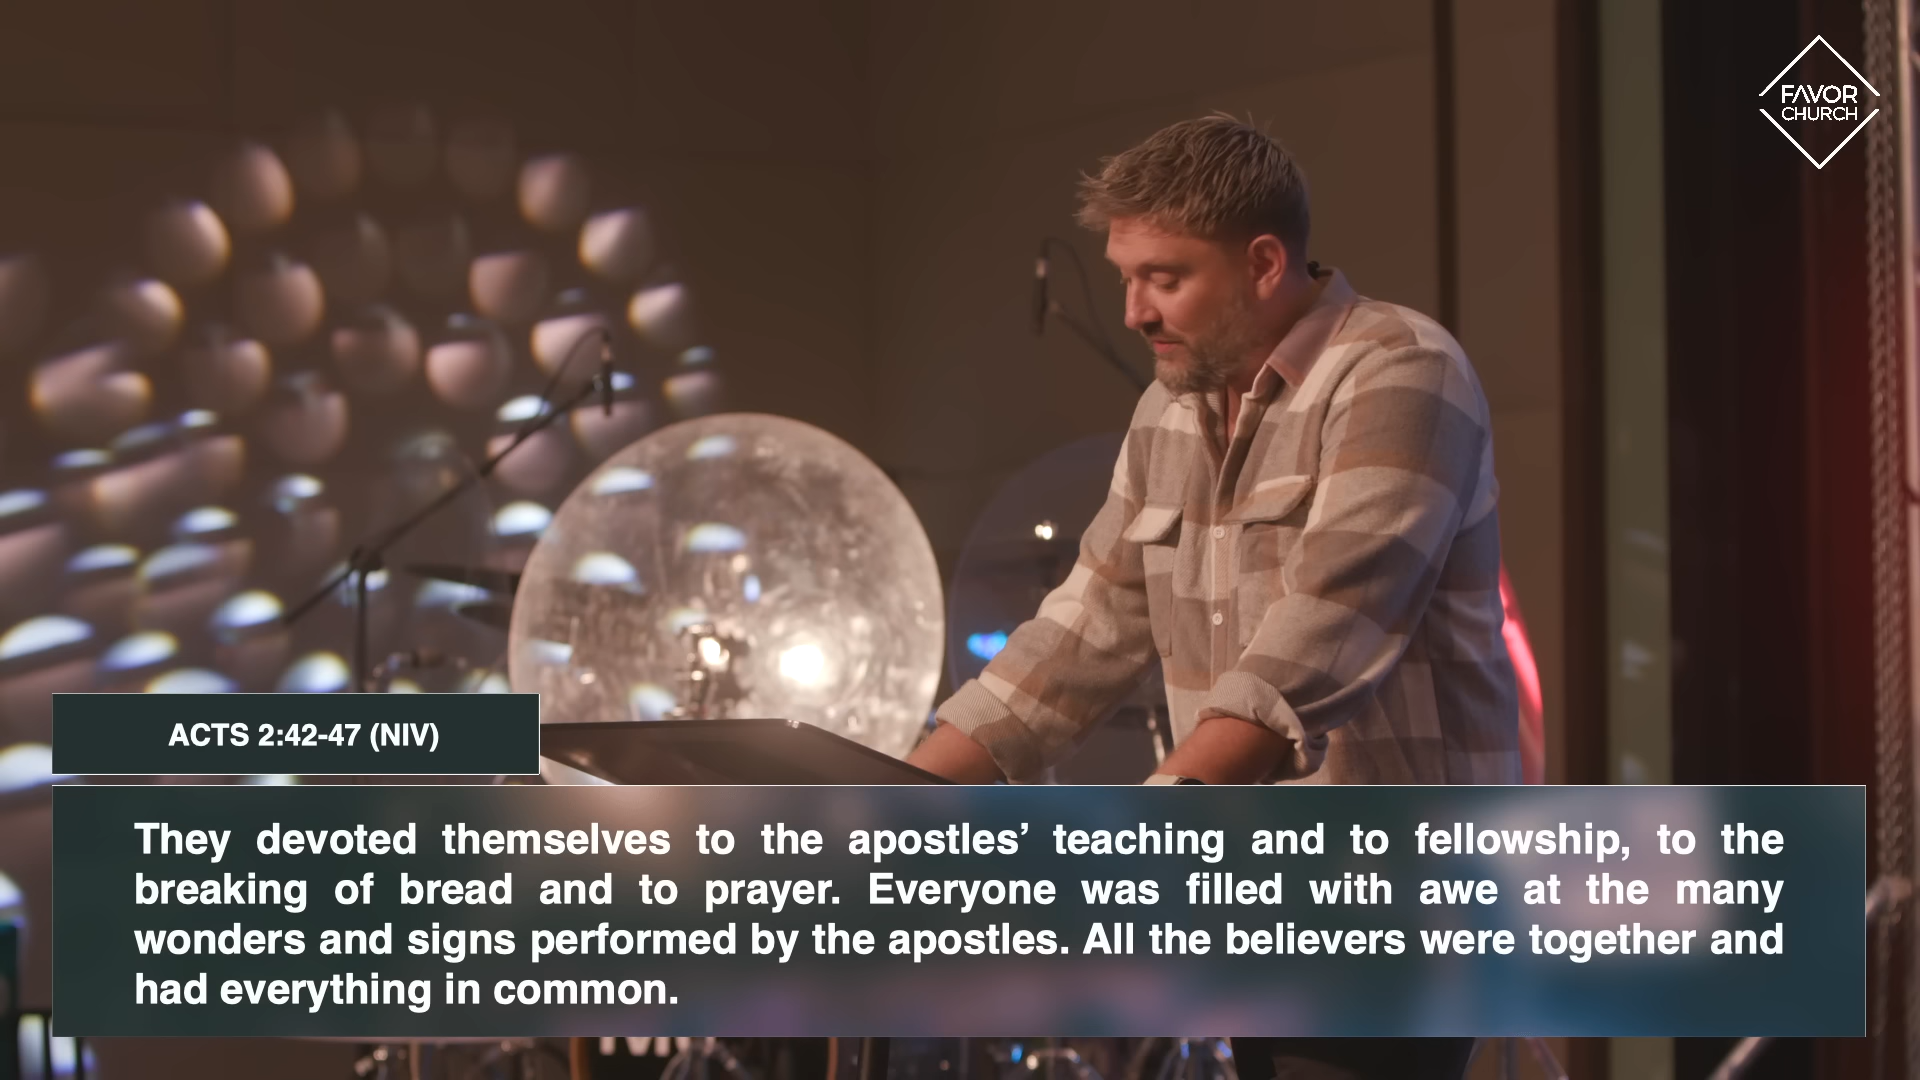 FAVOR
CHURCH
ACTS 2:42-47 (NIV)
They devoted themselves to the apostles’ teaching and to fellowship, to the
breaking of bread and to prayer. Everyone was filled with awe at the many
wonders and signs performed by the apostles. All the believers were together and
had everything in common.